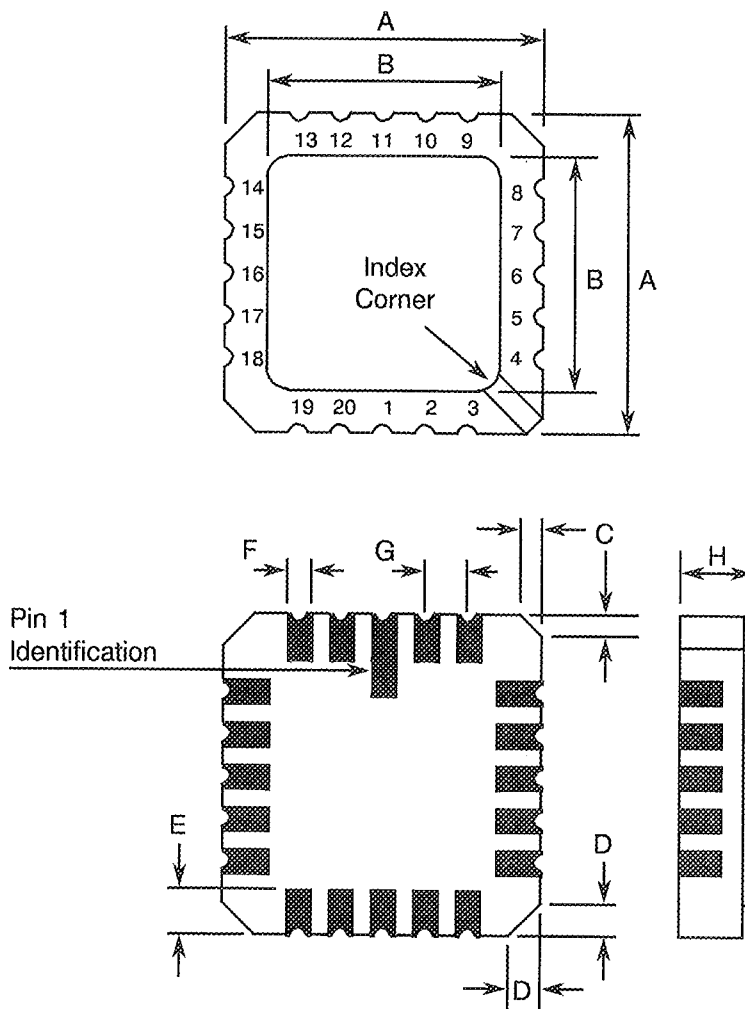 A
B
13 12 11 10 9
14 8
15 7
16 Index 6 B A
Corner
17 5
18 4
19 20 1 2 3
C
F G H
Pin 1
Identification
E
D
D